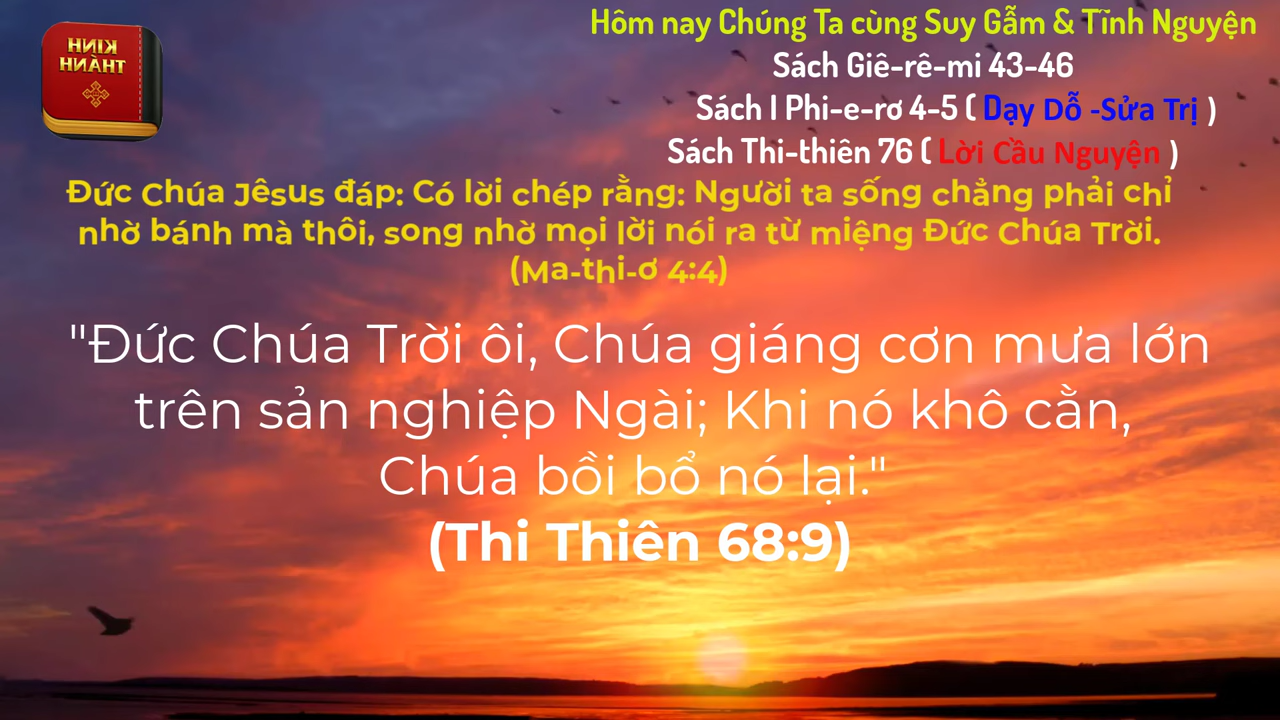 KINH
THÁNH
Hôm nay Chúng Ta cùng Suy Gẫm & Tĩnh Nguyện
Sách Giê-rê-mi 43-46
Sách I Phi-e-rơ 4-5 ( Dạy Dỗ -Sửa Trị )
Sách Thi-thiên 76 ( Lời Cầu Nguyện )
Đức Chúa Jêsus đáp: Có lời chép rằng: Người ta sống chẳng phải chỉ
nhờ bánh mà thôi, song nhờ mọi lời nói ra từ miệng Đức Chúa Trời.
(Ma-thi-ơ 4:4)
"Đức Chúa Trời ôi, Chúa giáng cơn mưa lớn
trên sản nghiệp Ngài; Khi nó khô cằn,
Chúa bồi bổ nó lại."
(Thi Thiên 68:9)